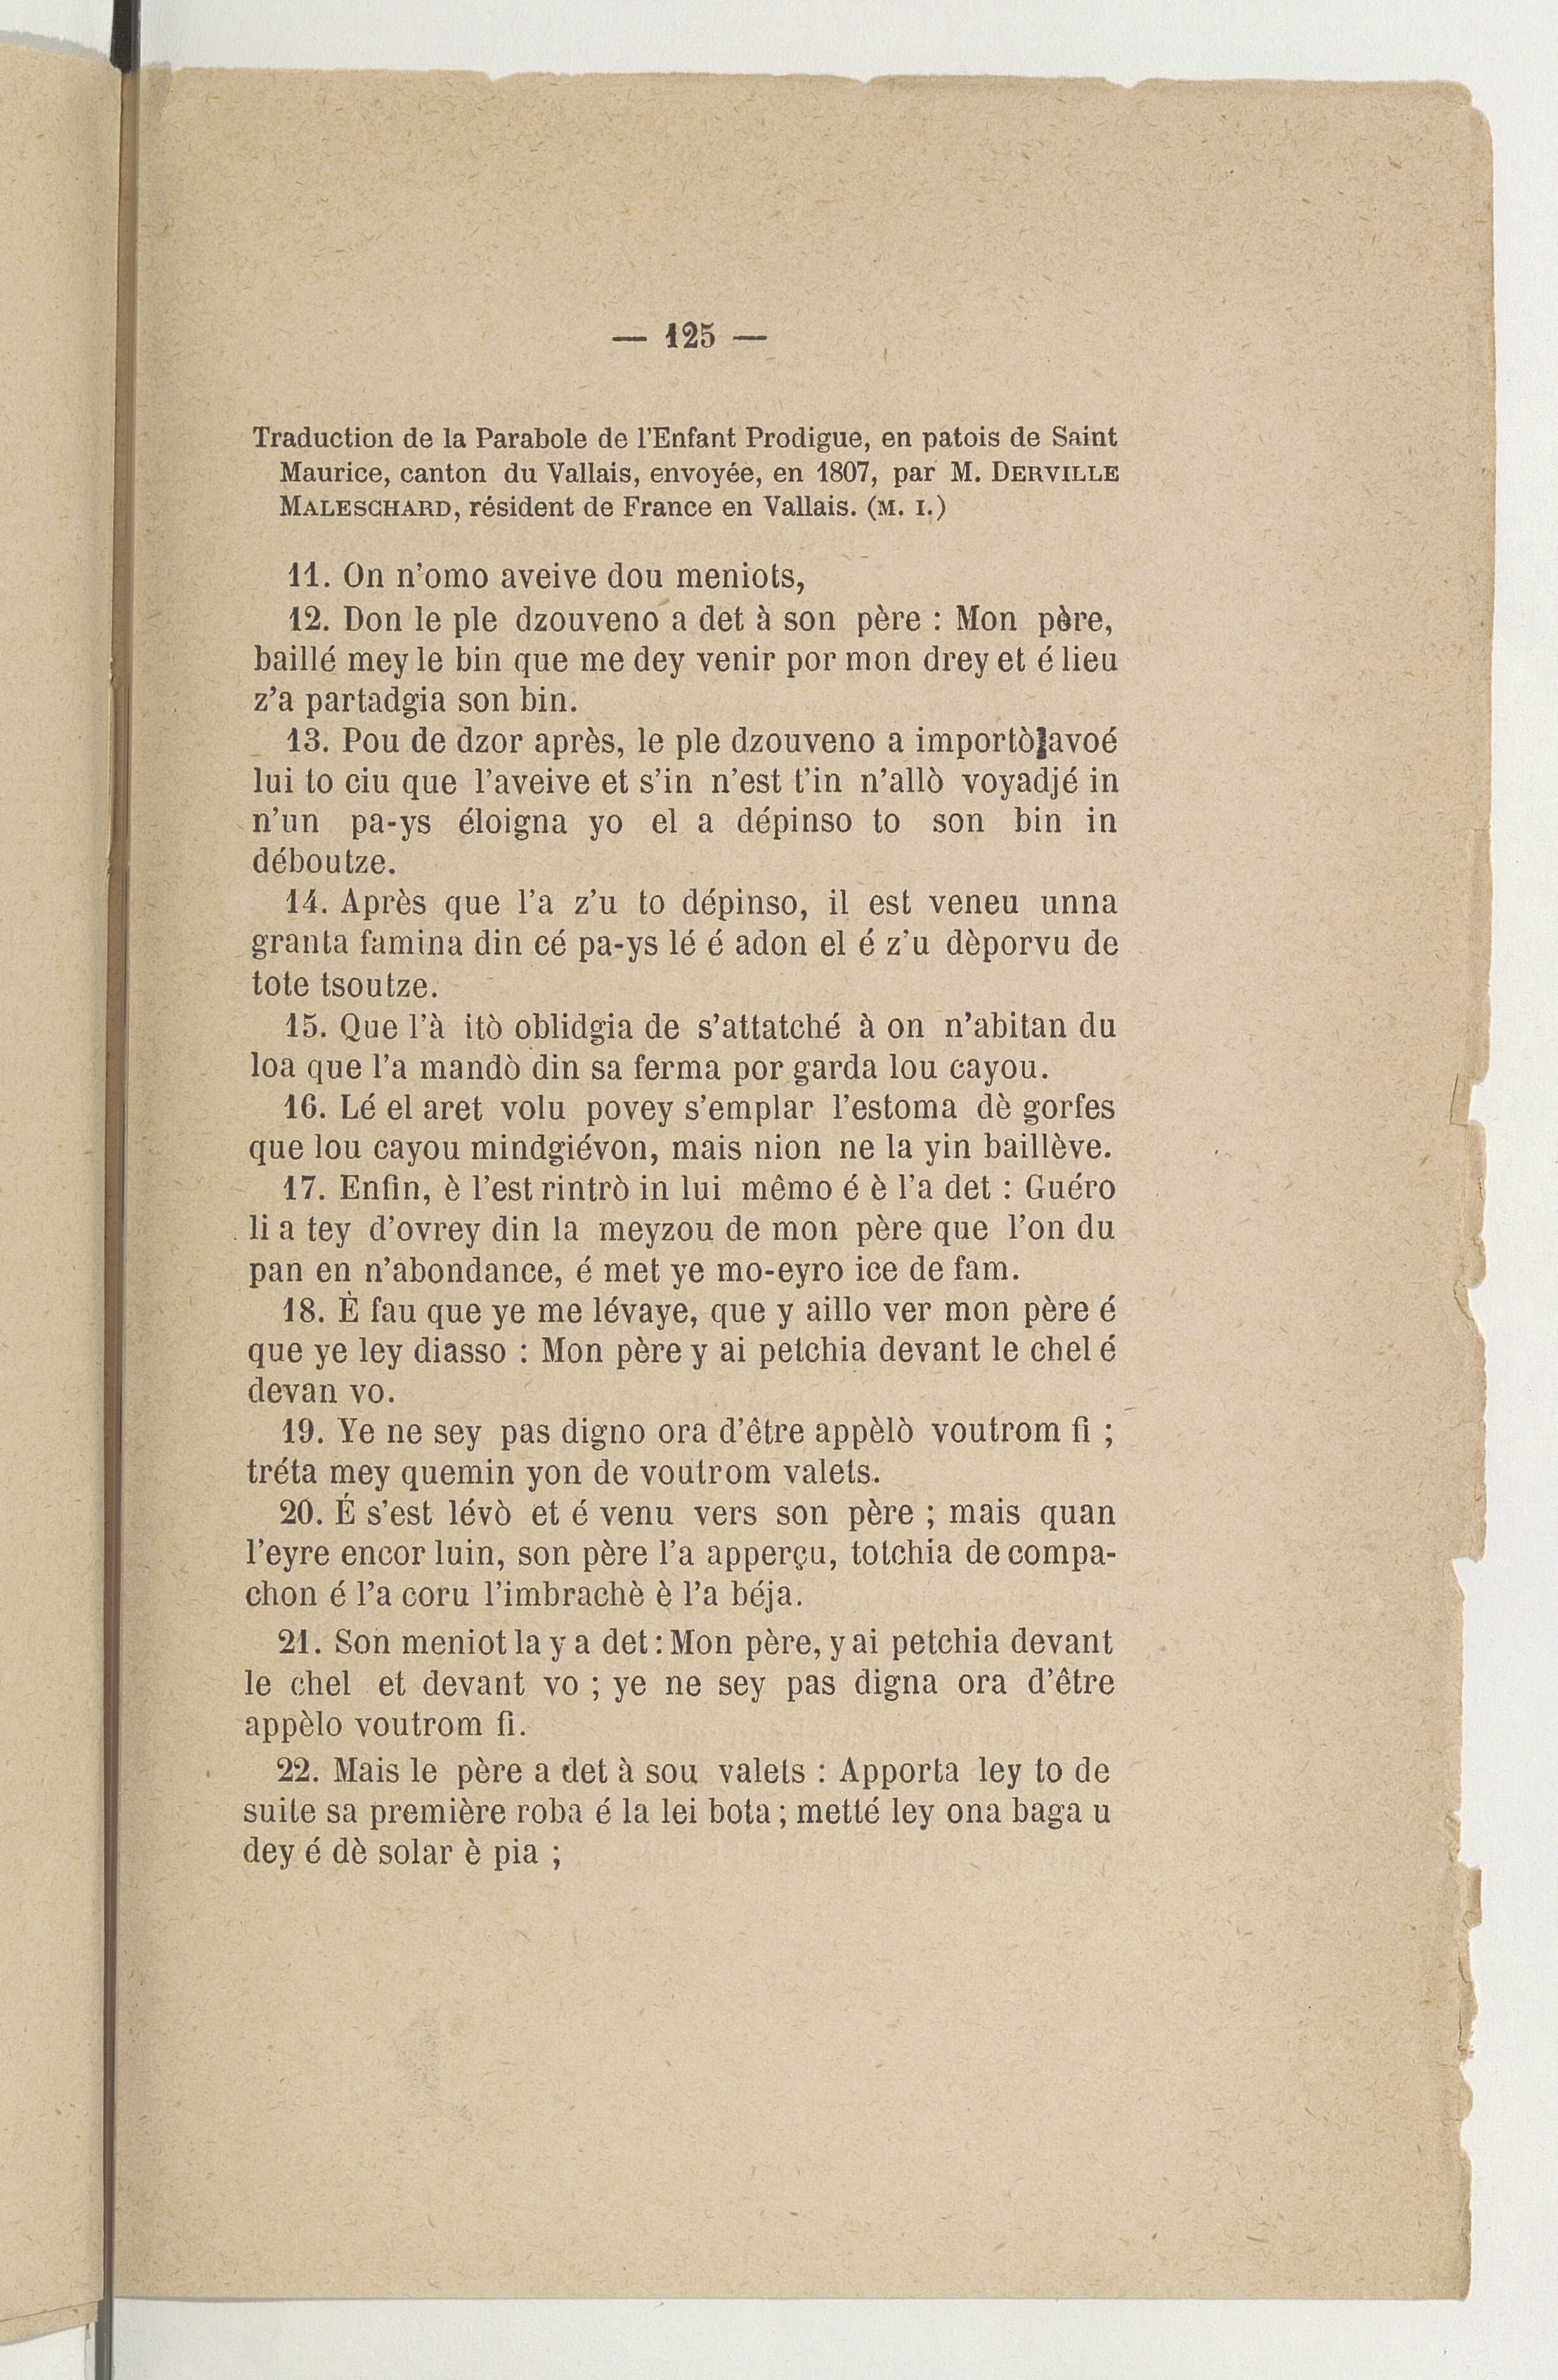 — 125 —
Traduction de la Parabole de l'Enfant Prodigue, en patois de Saint
Maurice, canton du Vallais, envoyée, en 1807, par M. DERVILLE
MALESCHARD, résident de France en Vallais. (M. I.)
11. On n'omo aveive dou meniots,
12. Don le ple dzouveno a det à son père : Mon père,
baillé mey le bin que me dey venir por mon drey et é lieu
z'a partadgia son bin.
13. Pou de dzor après, le ple dzouveno a importò avoé
lui to ciu que l'aveive et s'in n'est t'in n'allò voyadjé in
n'un pa-ys éloigna yo el a dépinso to son bin in
déboutze.
14. Après que l'a z'u to dépinso, il est veneu unna
granta famina din cé pa-ys lé é adon el é z'u dèporvu de
tote tsoutze.
15. Que l'à itò oblidgia de s'attatché à on n'abitan du
loa que l'a mandò din sa ferma por garda lou cayou.
16. Lé el aret volu povey s'emplar l'estoma dè gorfes
que lou cayou mindgiévon, mais nion ne la yin baillève.
17. Enfin, è l'est rintrò in lui mêmo é è l'a det : Guéro
li a tey d'ovrey din la meyzou de mon père que l'on du
pan en n'abondance, é met ye mo-eyro ice de fam.
18. È fau que ye me lévaye, que y aillo ver mon père é
que ye ley diasso : Mon père y ai petchia devant le chel é
devan vo.
19. Ye ne sey pas digno ora d'être appèlò voutrom fi ;
tréta mey quemin yon de voutrom valets.
20. É s'est lévò et é venu vers son père ; mais quan
l'eyre encor luin, son père l'a apperçu, totchia de compa-
chon é l'a coru l'imbrachè è l'a béja.
21. Son meniot la y a det : Mon père, y ai petchia devant
le chel et devant vo ; ye ne sey pas digna ora d'être
appèlo voutrom fi.
22. Mais le père a det à sou valets : Apporta ley to de
suite sa première roba é la lei bota ; metté ley ona baga u
dey é dè solar è pia ;